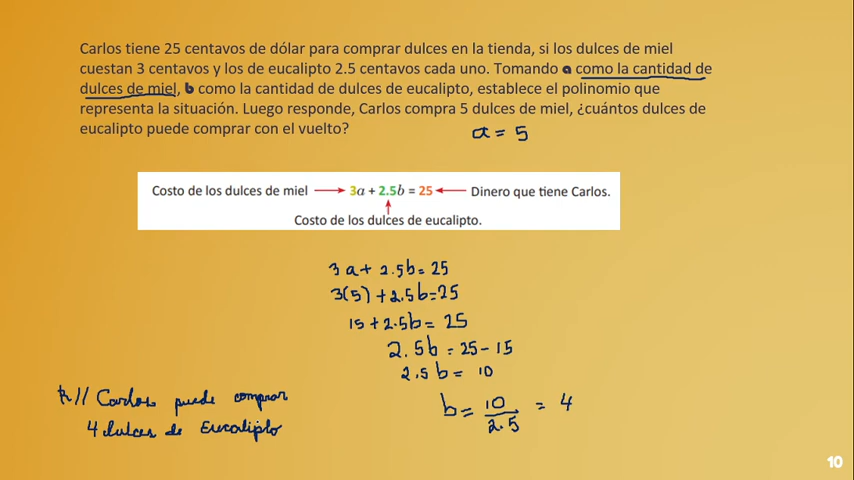 Carlos tiene 25 centavos de dólar para comprar dulces en la tienda, si los dulces de miel
cuestan 3 centavos y los de eucalipto 2.5 centavos cada uno. Tomando a como la cantidad de
dulces de miel, b como la cantidad de dulces de eucalipto, establece el polinomio que
representa la situación. Luego responde, Carlos compra 5 dulces de miel, ¿cuántos dulces de
eucalipto puede comprar con el vuelto?
a = 5
Costo de los dulces de miel → 3a + 2.5b = 25 ← Dinero que tiene Carlos.
Costo de los dulces de eucalipto.
3a + 2.5b = 25
3(5) + 2.5b = 25
15 + 2.5b = 25
2.5b = 25 - 15
2.5b = 10
b = 10/2.5 = 4
R// Carlos puede comprar
4 dulces de Eucalipto
10